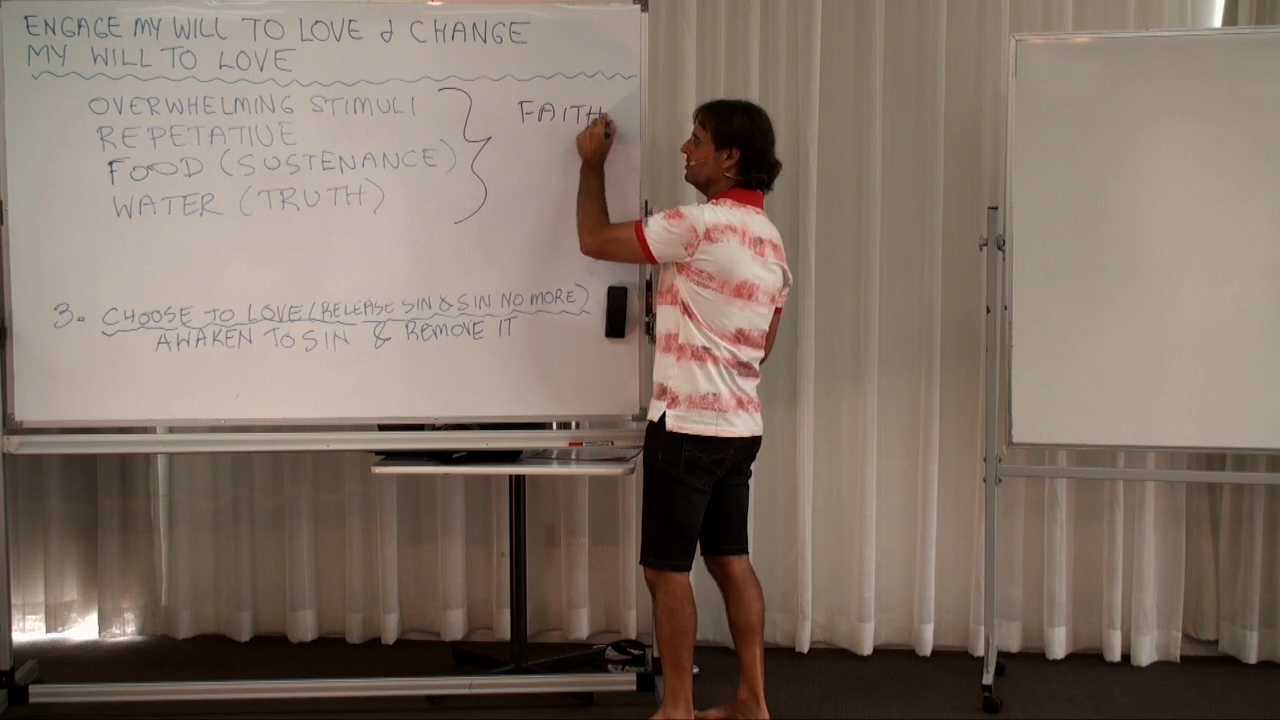 ENGAGE MY WILL TO LOVE & CHANGE
MY WILL TO LOVE
OVERWHELMING STIMULI
REPETATIVE
FOOD (SUSTENANCE)
WATER (TRUTH)
FAITH
3. CHOOSE TO LOVE (RELEASE SIN & SIN NO MORE)
AWAKEN TO SIN & REMOVE IT